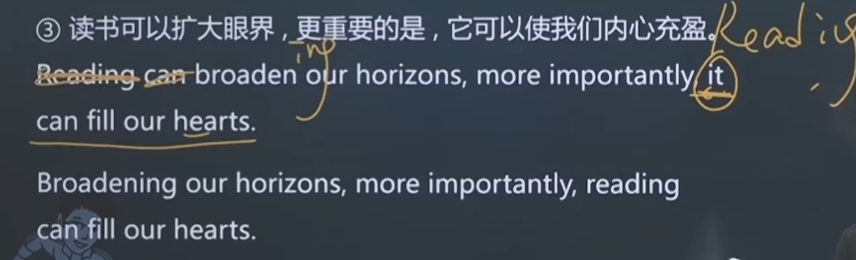 ③ 读书可以扩大眼界，更重要的是，它可以使我们内心充盈。
Reading
Reading can broaden our horizons, more importantly, it
ing
can fill our hearts.
Broadening our horizons, more importantly, reading
can fill our hearts.